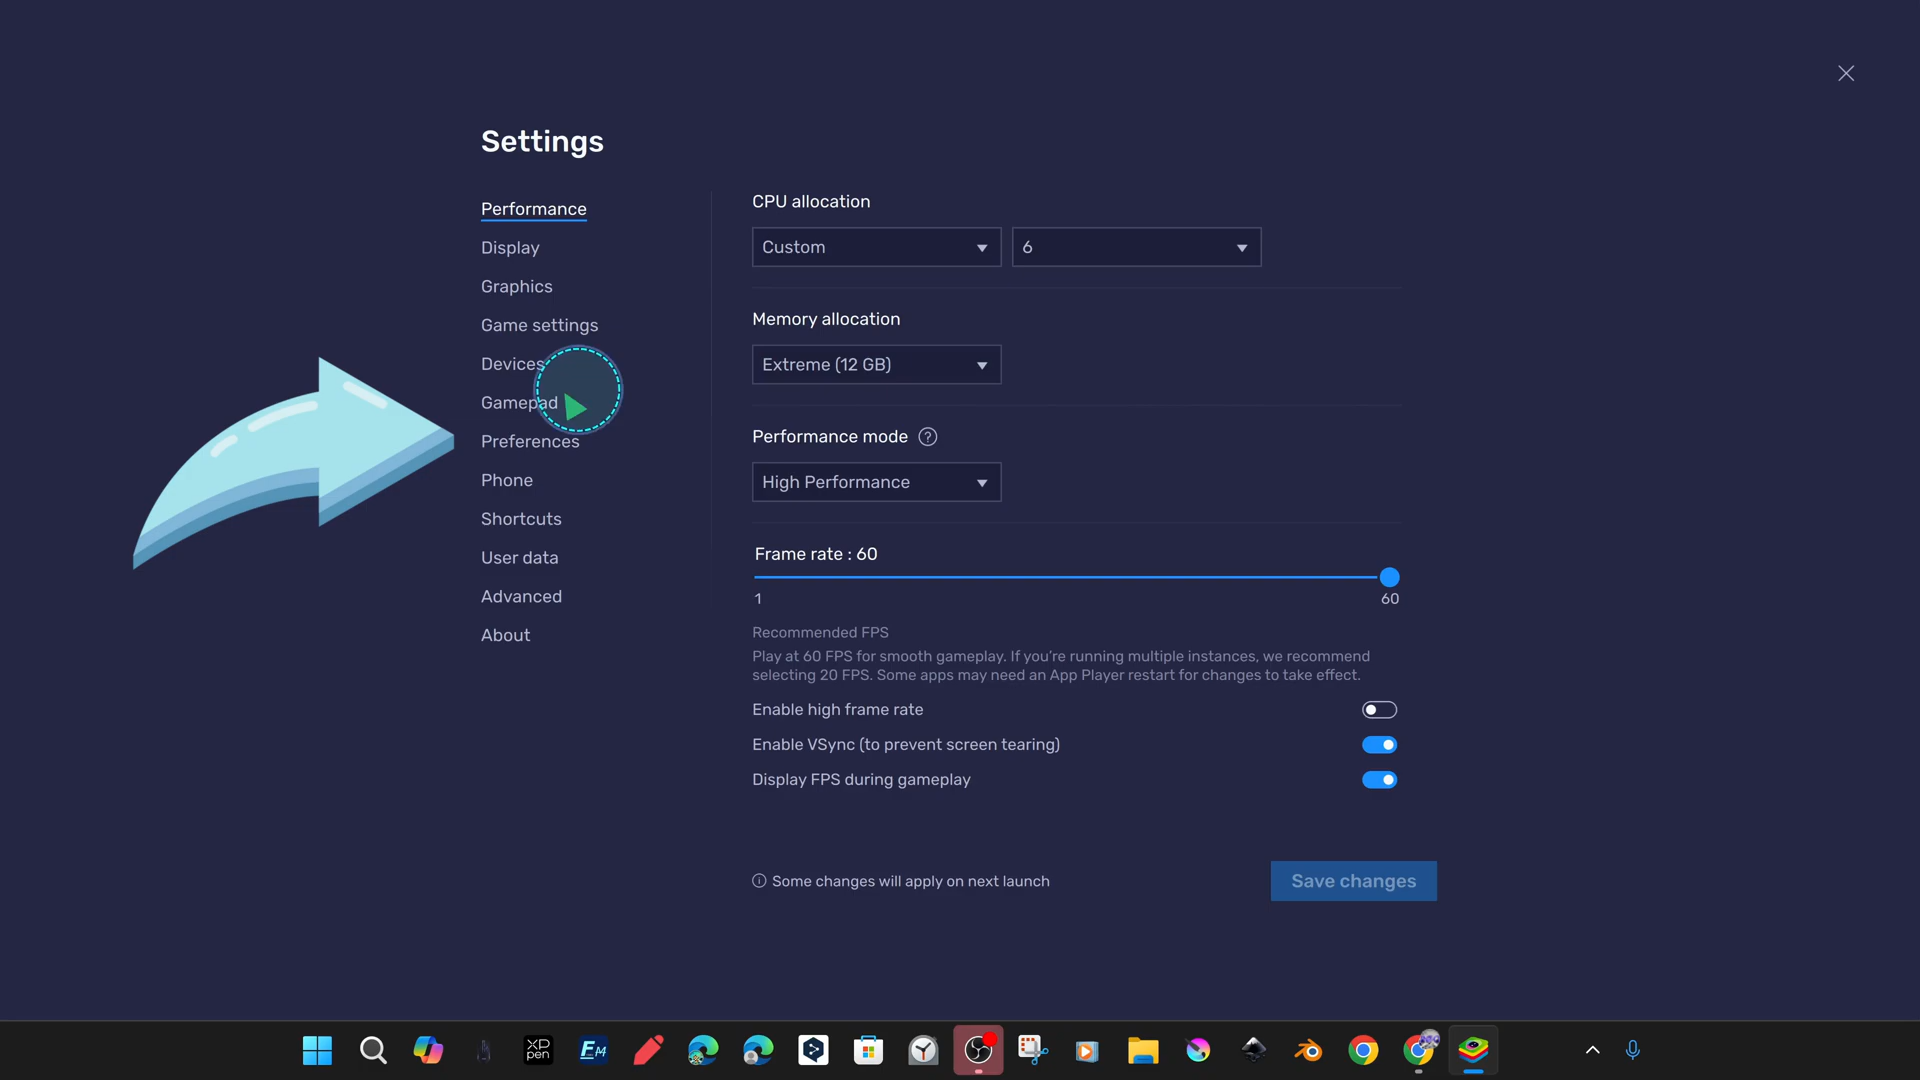 Settings
Performance
Display
Graphics
Game settings
Devices
Gamepad
Preferences
Phone
Shortcuts
User data
Advanced
About
CPU allocation
Custom
6
Memory allocation
Extreme (12 GB)
Performance mode ?
High Performance
Frame rate : 60
1
60
Recommended FPS
Play at 60 FPS for smooth gameplay. If you're running multiple instances, we recommend
selecting 20 FPS. Some apps may need an App Player restart for changes to take effect.
Enable high frame rate
Enable VSync (to prevent screen tearing)
Display FPS during gameplay
Some changes will apply on next launch
Save changes
XP
pen
FM